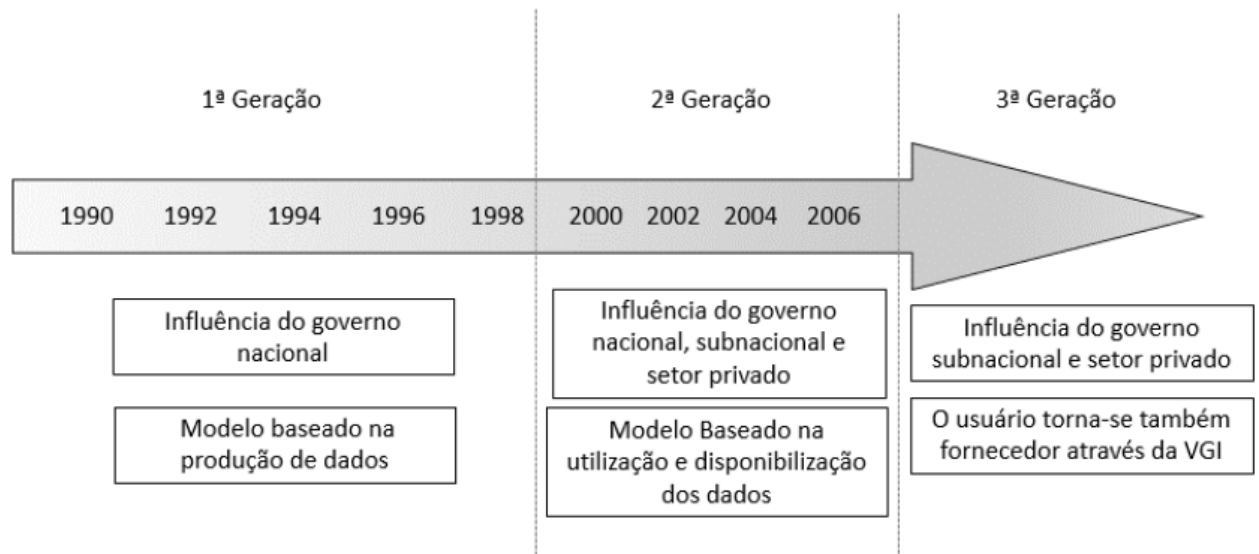 1ª Geração
2ª Geração
3ª Geração
1990 1992 1994 1996 1998 2000 2002 2004 2006
Influência do governo
nacional
Modelo baseado na
produção de dados
Influência do governo
nacional, subnacional e
setor privado
Modelo Baseado na
utilização e disponibilização
dos dados
Influência do governo
subnacional e setor privado
O usuário torna-se também
fornecedor através da VGI